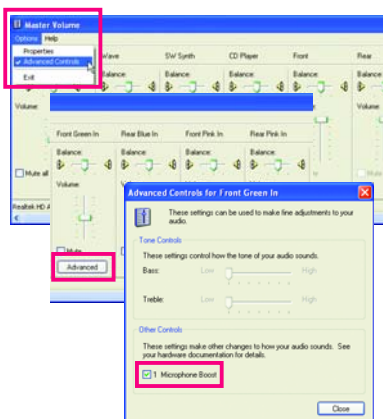 Master Volume
Options Help
Properties
Advanced Controls
Exit
Wave SW Synth CD Player Front Rear
Balance: Balance: Balance: Balance: Balance:
Volume:
Mute all
Realtek HD A
Front Green In Rear Blue In Front Pink In Rear Pink In
Balance: Balance: Balance: Balance:
Volume:
Mute
Advanced
Advanced Controls for Front Green In
These settings can be used to make fine adjustments to your
audio.
Tone Controls
These settings control how the tone of your audio sounds.
Bass: Low High
Treble: Low High
Other Controls
These settings make other changes to how your audio sounds. See
your hardware documentation for details.
1 Microphone Boost
Close